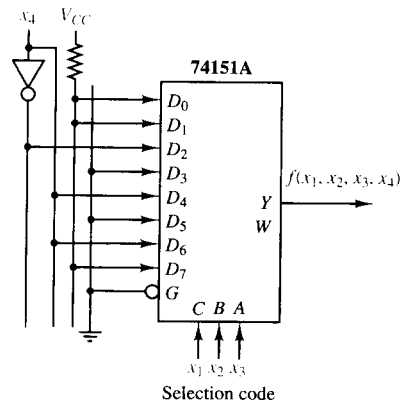 x₄ V_CC
74151A
D₀
D₁
D₂
D₃
D₄
D₅
D₆
D₇
G
Y
W
f(x₁, x₂, x₃, x₄)
C B A
x₁ x₂ x₃
Selection code